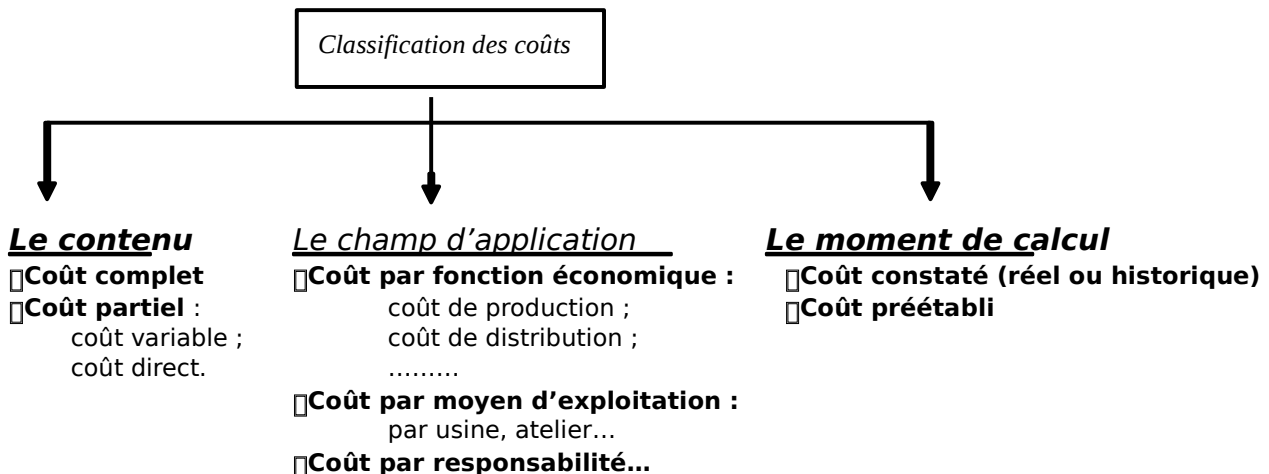 Classification des coûts
Le contenu
Coût complet
Coût partiel :
coût variable ;
coût direct.
Le champ d’application
Coût par fonction économique :
coût de production ;
coût de distribution ;
………
Coût par moyen d’exploitation :
par usine, atelier…
Coût par responsabilité…
Le moment de calcul
Coût constaté (réel ou historique)
Coût préétabli